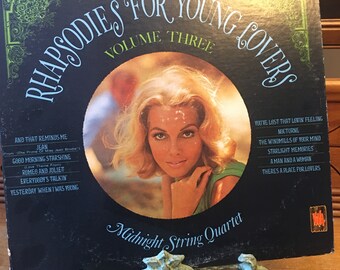 RHAPSODIES FOR YOUNG LOVERS
VOLUME THREE
AND THAT REMINDS ME
JEAN
GOOD MORNING STARSHINE
ROMEO AND JULIET
EVERYBODY'S TALKIN
YESTERDAY WHEN I WAS YOUNG
YOU'VE LOST THAT LOVIN' FEELING
NOCTURNE
THE WINDMILLS OF YOUR MIND
STARLIGHT MEMORIES
A MAN AND A WOMAN
THERE'S A PLACE FOR LOVERS
Midnight String Quartet